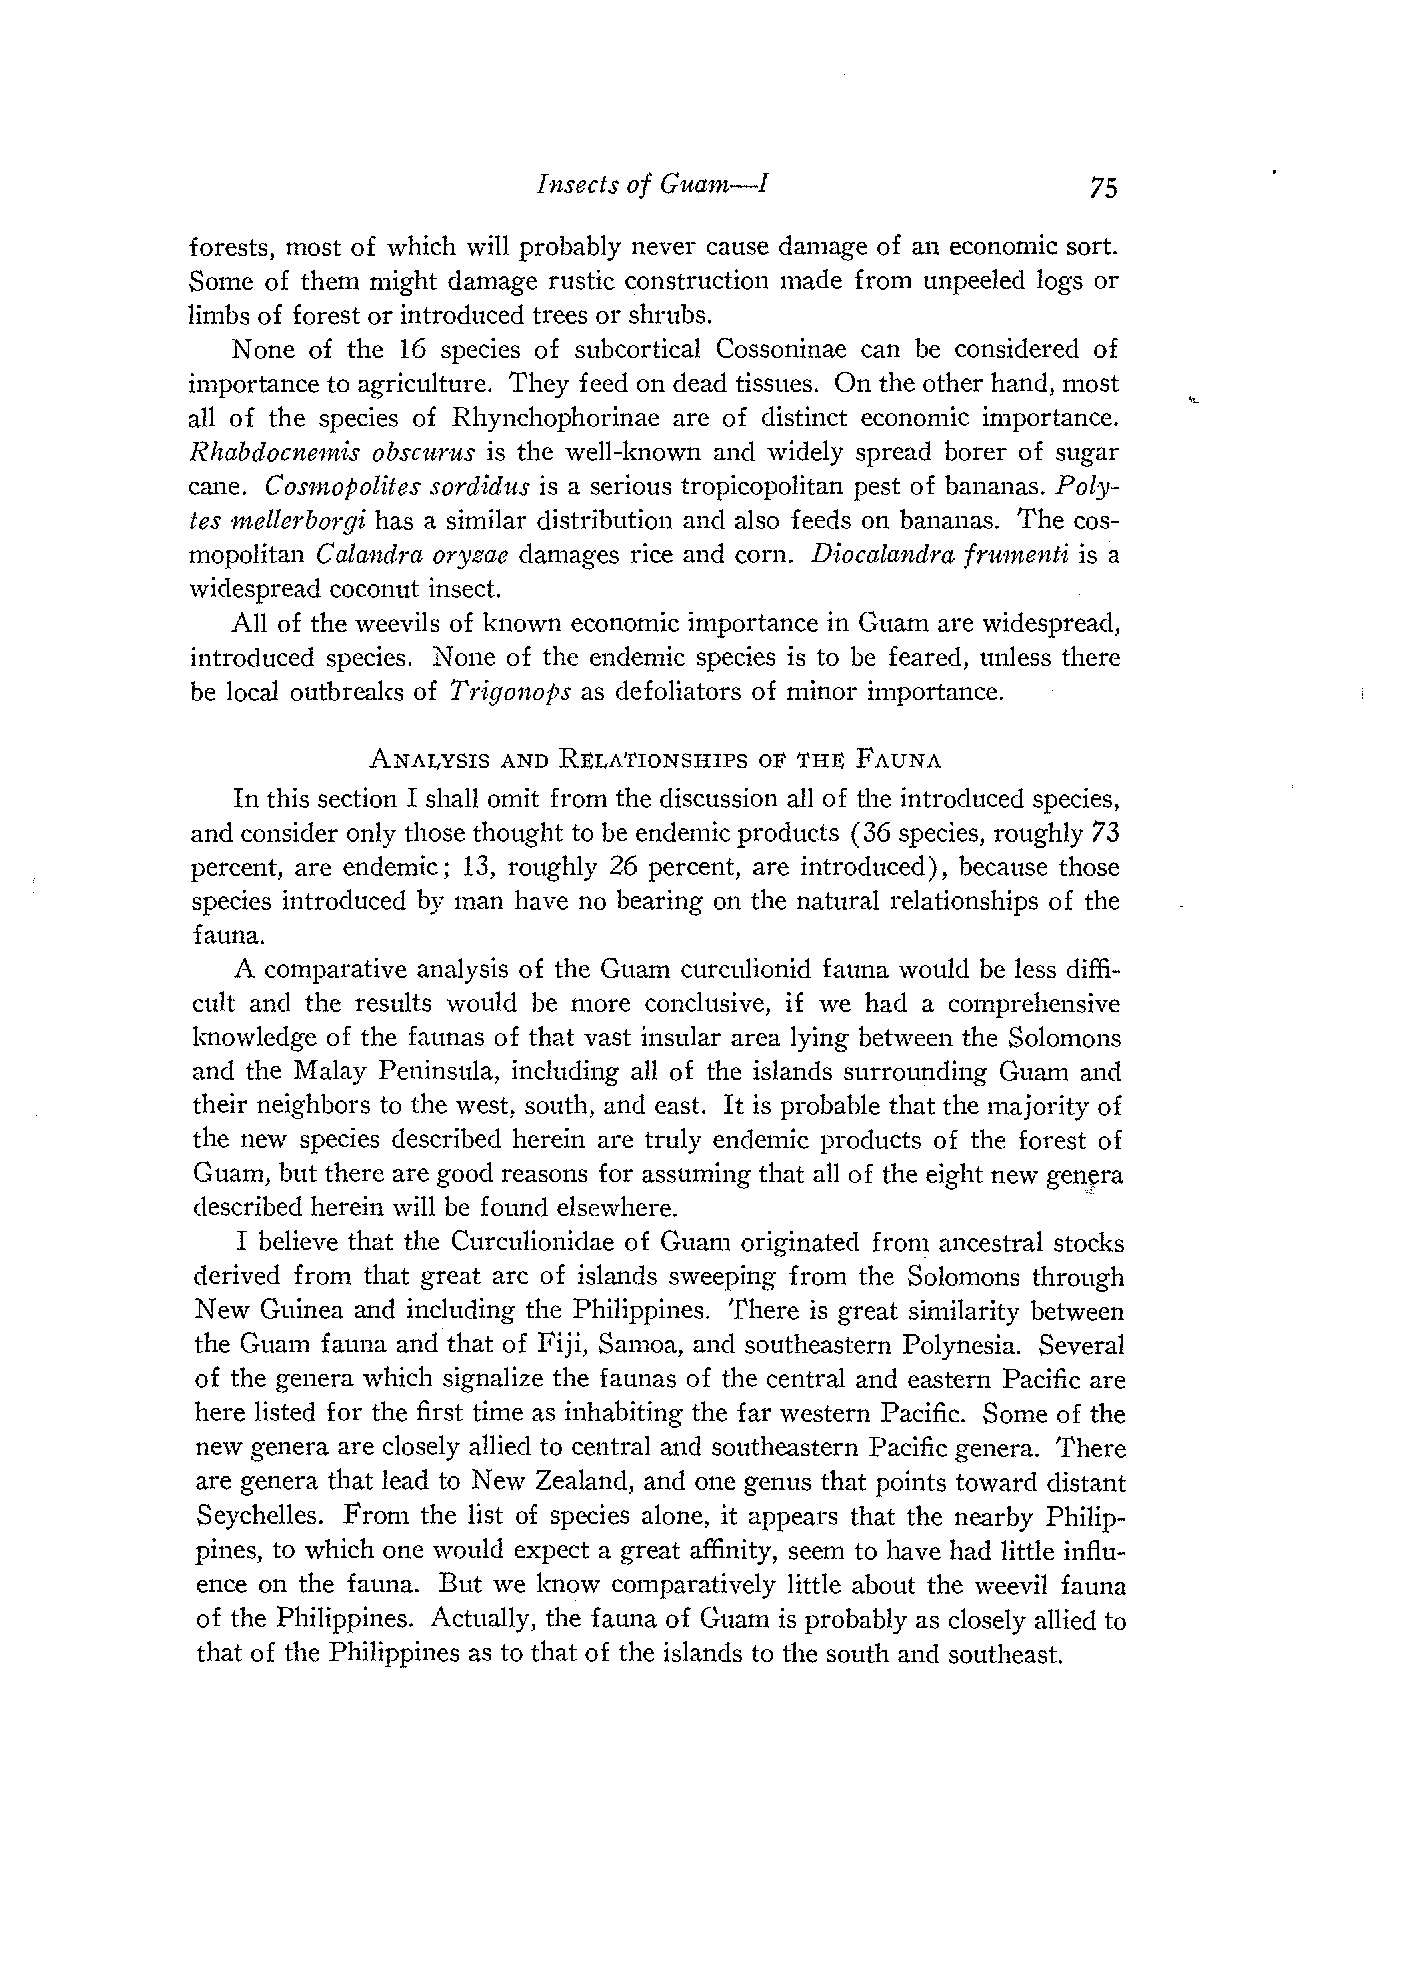 Insects of Guam—I 75
forests, most of which will probably never cause damage of an economic sort.
Some of them might damage rustic construction made from unpeeled logs or
limbs of forest or introduced trees or shrubs.
None of the 16 species of subcortical Cossoninae can be considered of
importance to agriculture. They feed on dead tissues. On the other hand, most
all of the species of Rhynchophorinae are of distinct economic importance.
Rhabdocnemis obscurus is the well-known and widely spread borer of sugar
cane. Cosmopolites sordidus is a serious tropicopolitan pest of bananas. Poly-
tes mellerborgi has a similar distribution and also feeds on bananas. The cos-
mopolitan Calandra oryzae damages rice and corn. Diocalandra frumenti is a
widespread coconut insect.
All of the weevils of known economic importance in Guam are widespread,
introduced species. None of the endemic species is to be feared, unless there
be local outbreaks of Trigonops as defoliators of minor importance.
Analysis and Relationships of the Fauna
In this section I shall omit from the discussion all of the introduced species,
and consider only those thought to be endemic products (36 species, roughly 73
percent, are endemic; 13, roughly 26 percent, are introduced), because those
species introduced by man have no bearing on the natural relationships of the
fauna.
A comparative analysis of the Guam curculionid fauna would be less diffi-
cult and the results would be more conclusive, if we had a comprehensive
knowledge of the faunas of that vast insular area lying between the Solomons
and the Malay Peninsula, including all of the islands surrounding Guam and
their neighbors to the west, south, and east. It is probable that the majority of
the new species described herein are truly endemic products of the forest of
Guam, but there are good reasons for assuming that all of the eight new genera
described herein will be found elsewhere.
I believe that the Curculionidae of Guam originated from ancestral stocks
derived from that great arc of islands sweeping from the Solomons through
New Guinea and including the Philippines. There is great similarity between
the Guam fauna and that of Fiji, Samoa, and southeastern Polynesia. Several
of the genera which signalize the faunas of the central and eastern Pacific are
here listed for the first time as inhabiting the far western Pacific. Some of the
new genera are closely allied to central and southeastern Pacific genera. There
are genera that lead to New Zealand, and one genus that points toward distant
Seychelles. From the list of species alone, it appears that the nearby Philip-
pines, to which one would expect a great affinity, seem to have had little influ-
ence on the fauna. But we know comparatively little about the weevil fauna
of the Philippines. Actually, the fauna of Guam is probably as closely allied to
that of the Philippines as to that of the islands to the south and southeast.